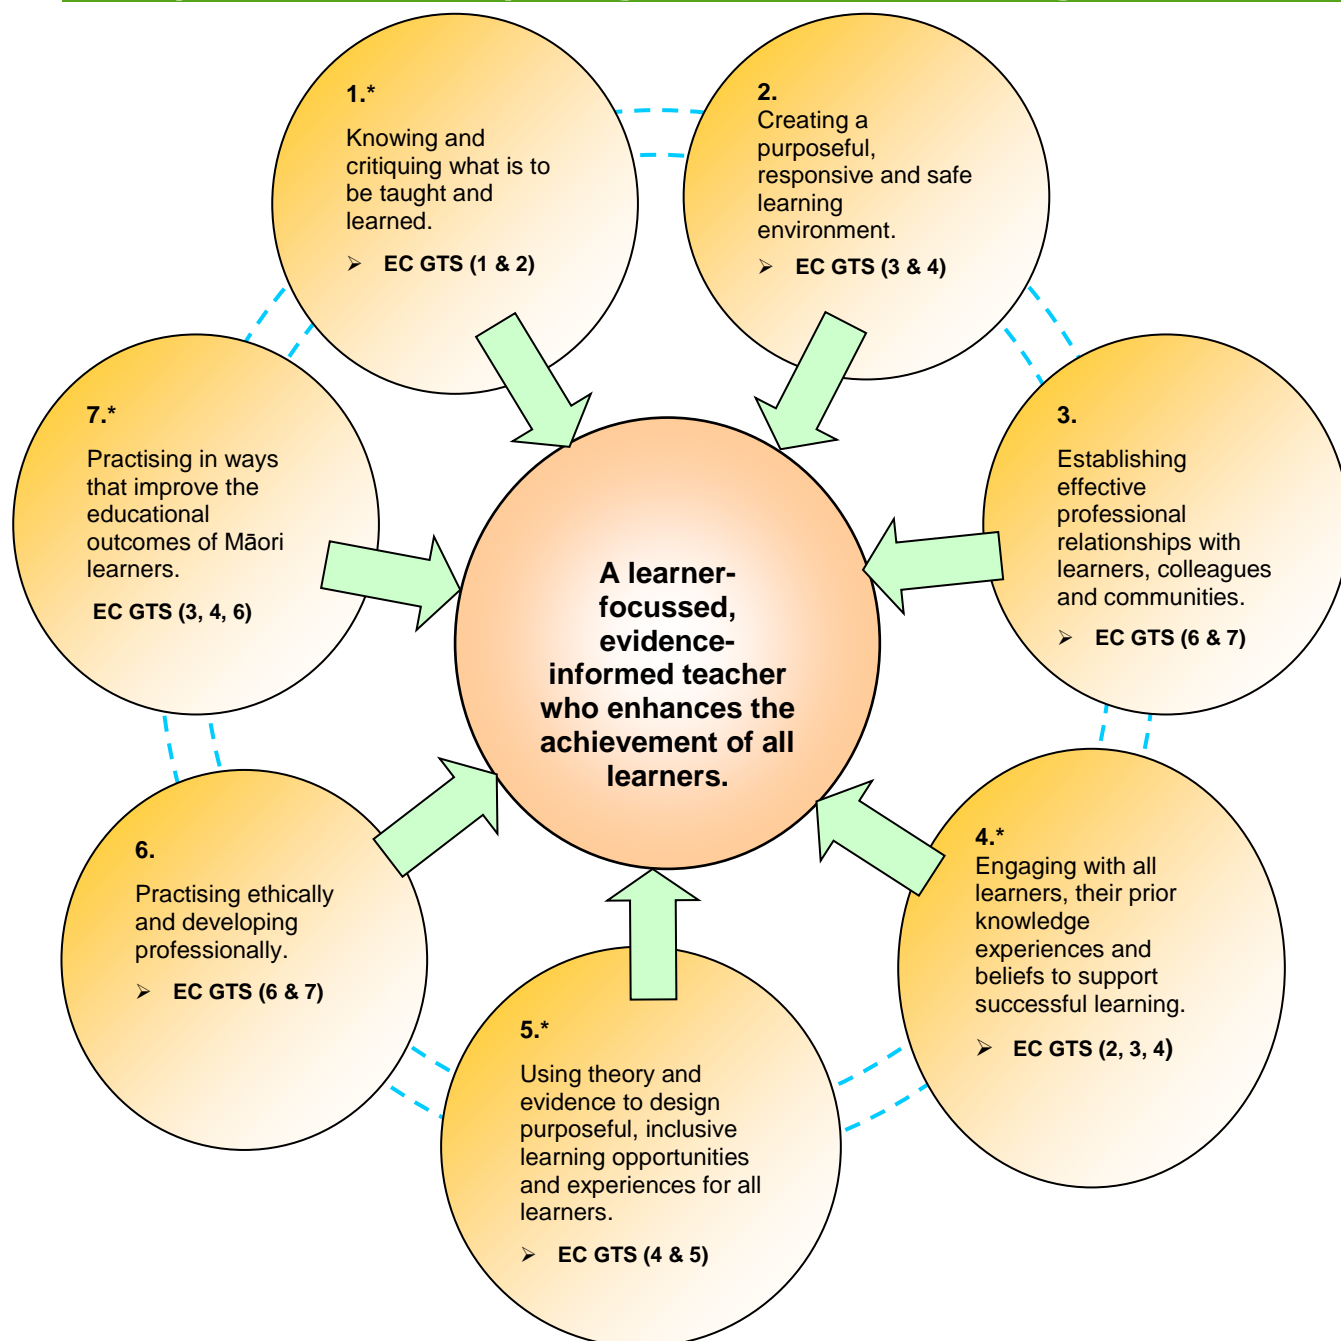 1.*
Knowing and
critiquing what is to
be taught and
learned.
➢ EC GTS (1 & 2)
2.
Creating a
purposeful,
responsive and safe
learning
environment.
➢ EC GTS (3 & 4)
3.
Establishing
effective
professional
relationships with
learners, colleagues
and communities.
➢ EC GTS (6 & 7)
4.*
Engaging with all
learners, their prior
knowledge
experiences and
beliefs to support
successful learning.
➢ EC GTS (2, 3, 4)
5.*
Using theory and
evidence to design
purposeful, inclusive
learning opportunities
and experiences for all
learners.
➢ EC GTS (4 & 5)
6.
Practising ethically
and developing
professionally.
➢ EC GTS (6 & 7)
7.*
Practising in ways
that improve the
educational
outcomes of Māori
learners.
EC GTS (3, 4, 6)
A learner-
focussed,
evidence-
informed teacher
who enhances the
achievement of all
learners.